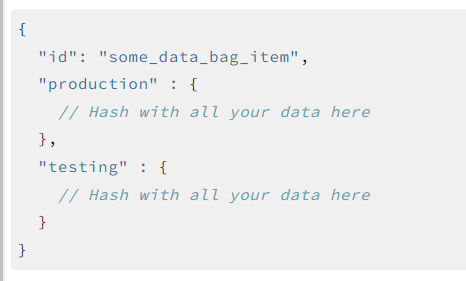 {
  "id": "some_data_bag_item",
  "production" : {
    // Hash with all your data here
  },
  "testing" : {
    // Hash with all your data here
  }
}